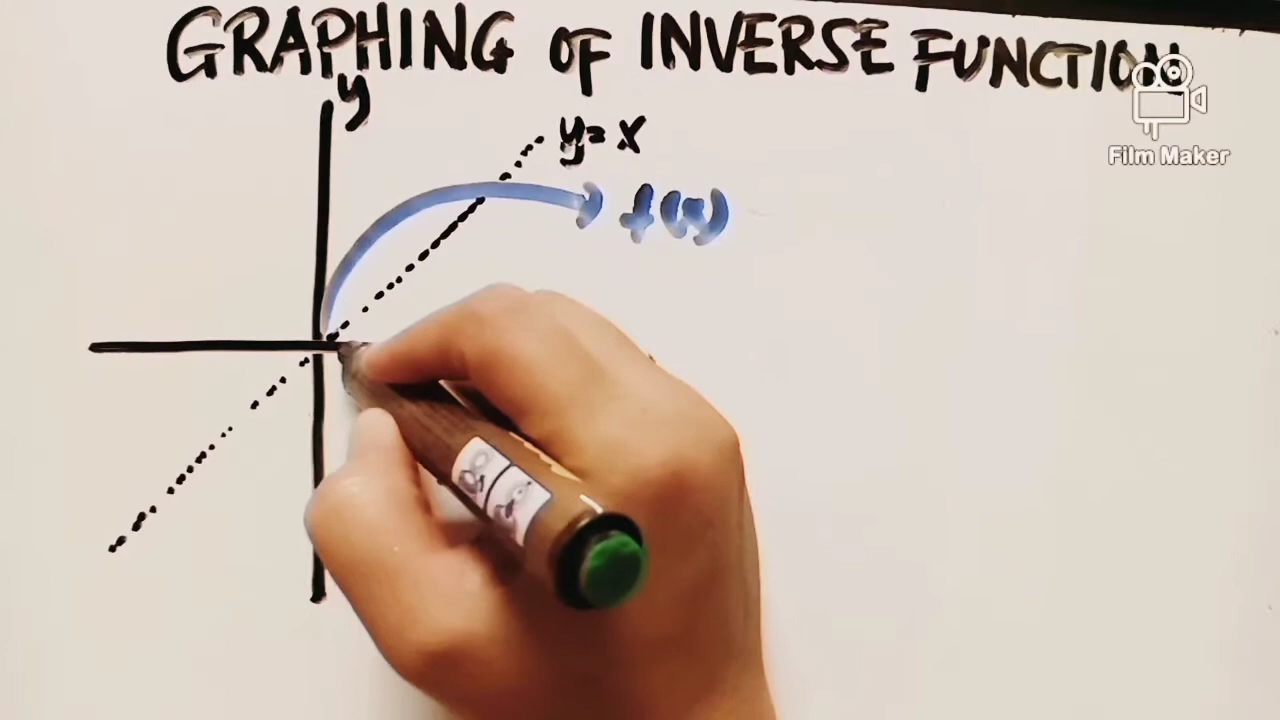 GRAPHING OF INVERSE FUNCTION
y
y=x
f(x)
Film Maker